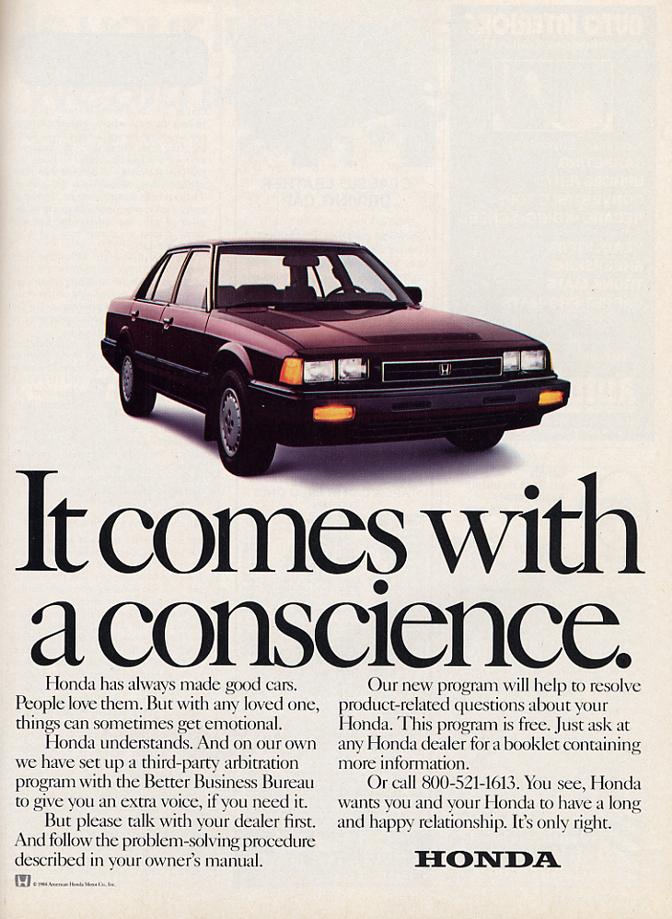 It comes with
a conscience.
Honda has always made good cars.
People love them. But with any loved one,
things can sometimes get emotional.
Honda understands. And on our own
we have set up a third-party arbitration
program with the Better Business Bureau
to give you an extra voice, if you need it.
But please talk with your dealer first.
And follow the problem-solving procedure
described in your owner's manual.
Our new program will help to resolve
product-related questions about your
Honda. This program is free. Just ask at
any Honda dealer for a booklet containing
more information.
Or call 800-521-1613. You see, Honda
wants you and your Honda to have a long
and happy relationship. It's only right.
HONDA
© 1984 American Honda Motor Co., Inc.